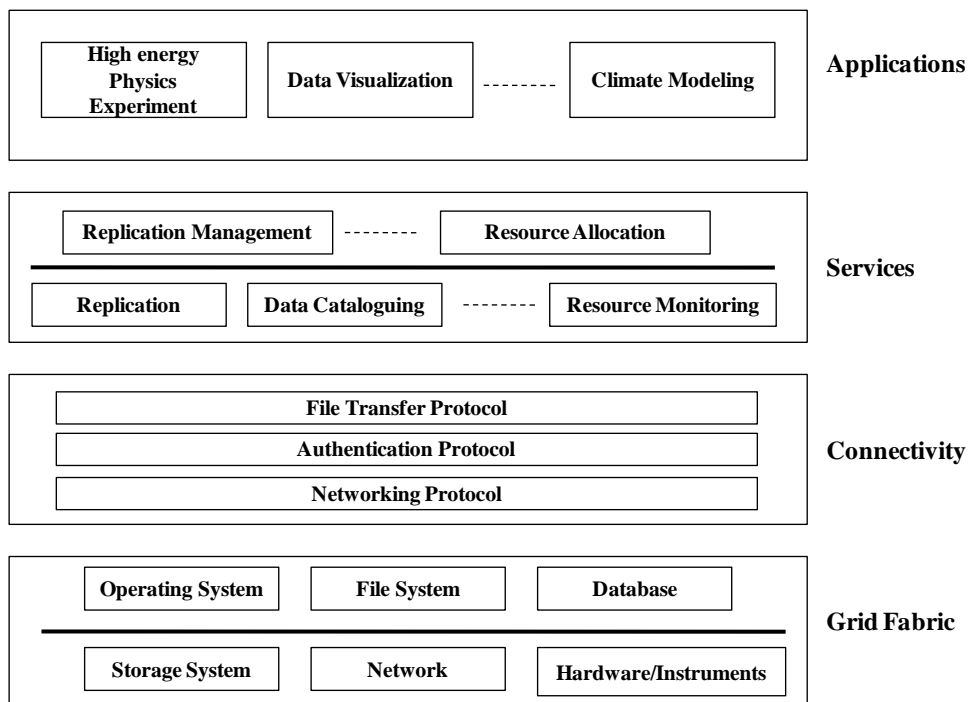 High energy
Physics
Experiment
Data Visualization
Climate Modeling
Applications
Replication Management
Resource Allocation
Services
Replication
Data Cataloguing
Resource Monitoring
File Transfer Protocol
Authentication Protocol
Connectivity
Networking Protocol
Operating System
File System
Database
Grid Fabric
Storage System
Network
Hardware/Instruments